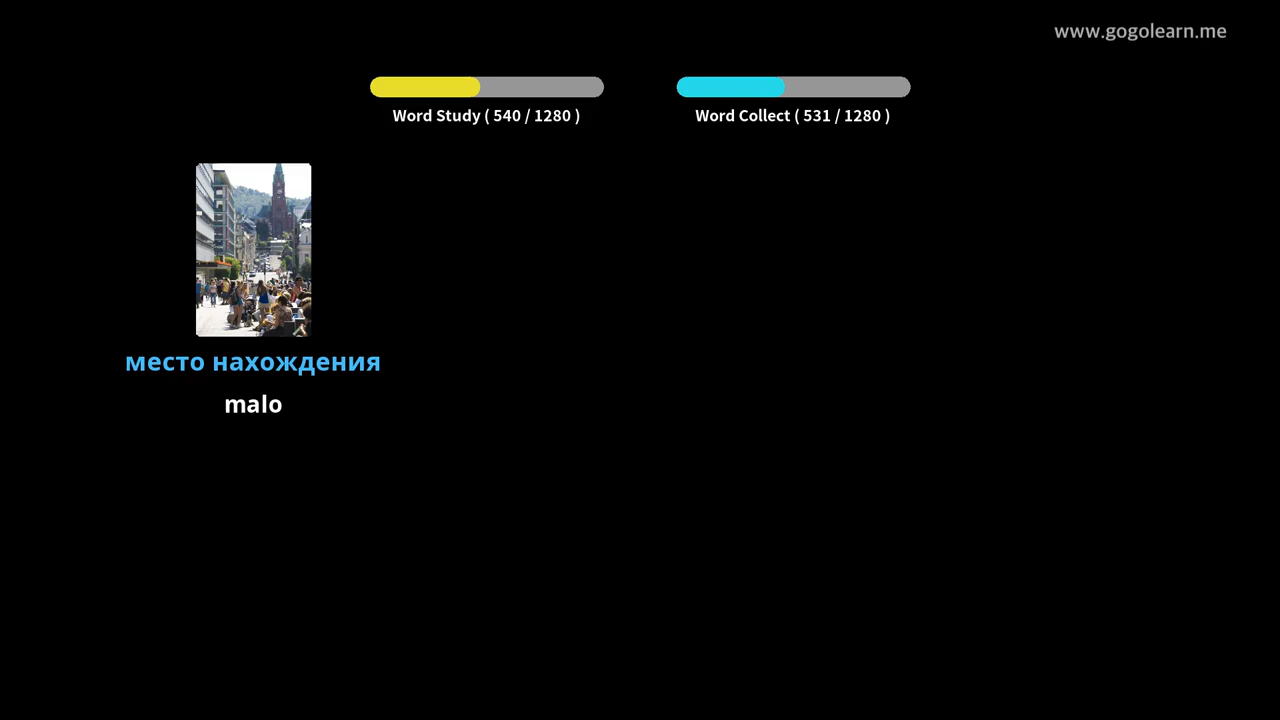 www.gogolearn.me
Word Study ( 540 / 1280 )
Word Collect ( 531 / 1280 )
место нахождения
malo